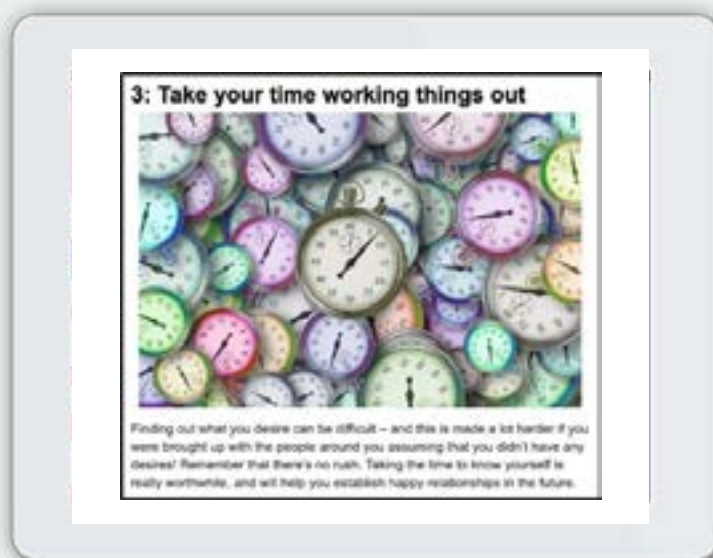 3: Take your time working things out
Finding out what you desire can be difficult – and this is made a lot harder if you
were brought up with the people around you assuming that you didn't have any
desires! Remember that there's no rush. Taking the time to know yourself is
really worthwhile, and will help you establish happy relationships in the future.